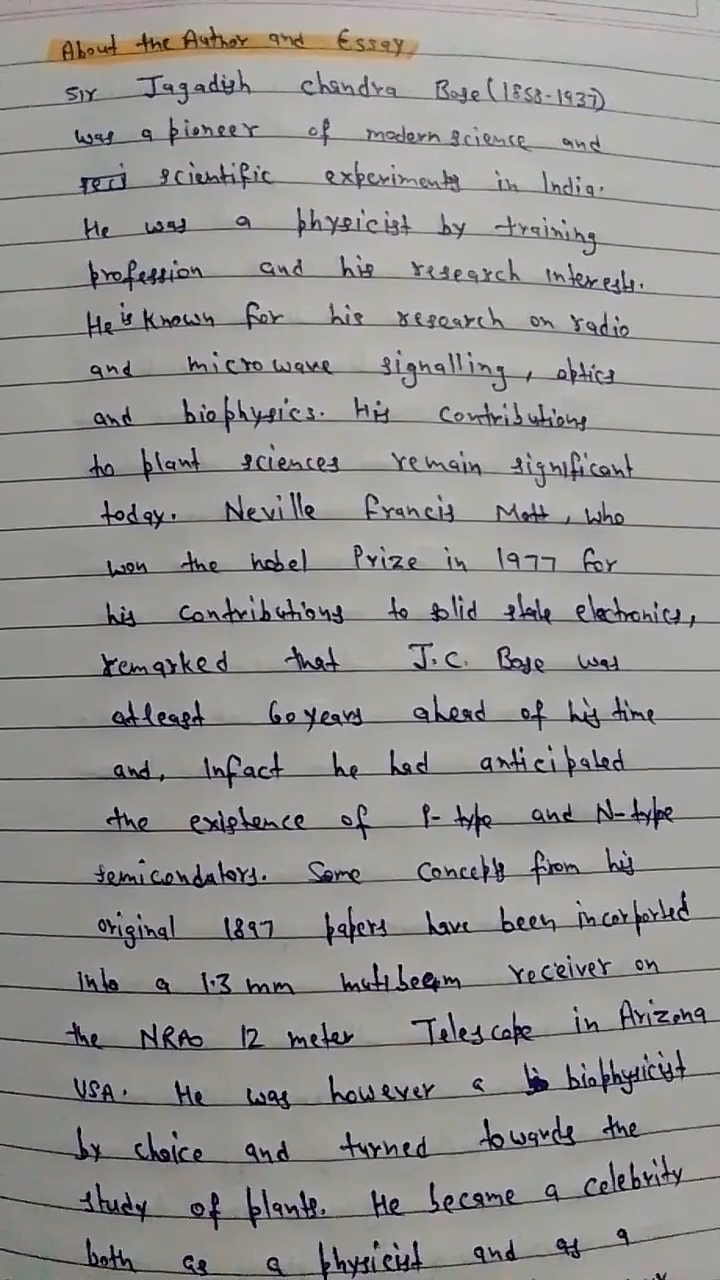 About the Author and Essay
Sir Jagadish chandra Bose (1858-1937)
was a pioneer of modern science and
scientific experiments in India.
He was a physicist by training
profession and his research interests.
He is known for his research on radio
and microwave signalling, optics
and biophysics. His contributions
to plant sciences remain significant
today. Neville francis Mott, who
won the nobel Prize in 1977 for
his contributions to solid state electronics,
remarked that J.C. Bose was
atleast 60 years ahead of his time
and, Infact he had anticipated
the existence of P-type and N-type
semicondators. Some Concepts from his
original 1897 papers have been incorported
into a 1.3 mm mutibeam receiver on
the NRAO 12 meter Telescope in Arizona
USA. He was however a biophysicist
by choice and turned towards the
study of plants. He became a celebrity
both as a physicist and as a